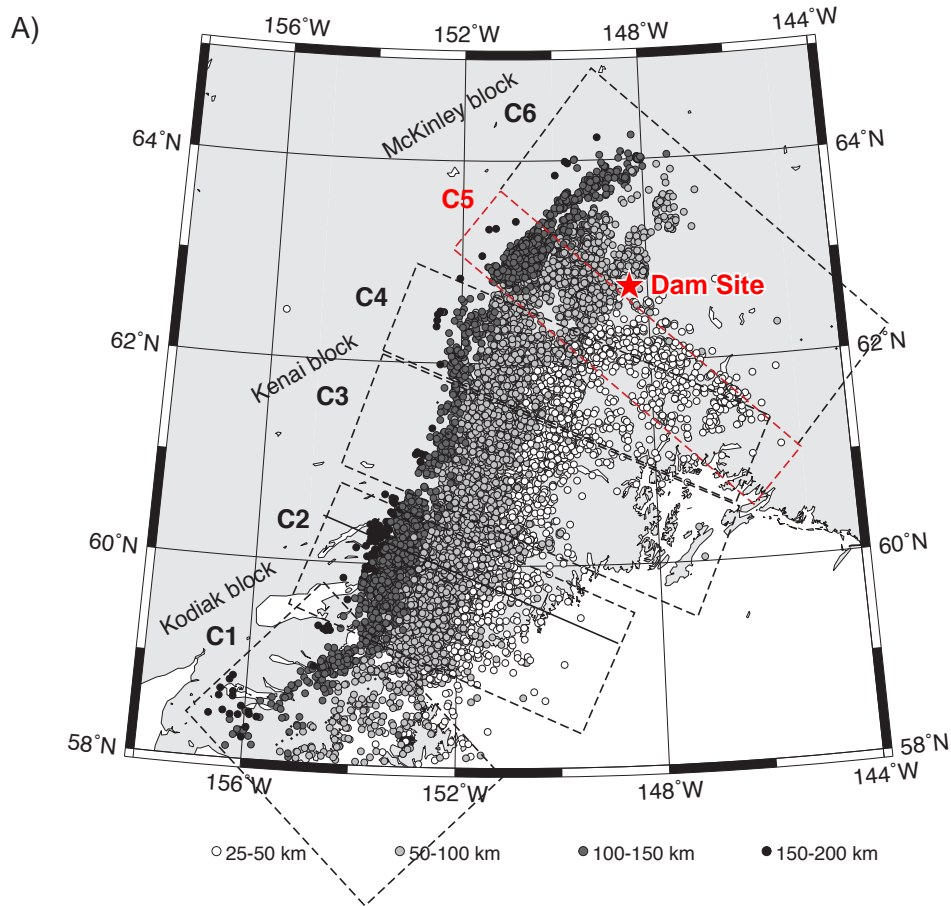 A)
156˚W
152˚W
148˚W
144˚W
McKinley block
C6
64˚N
64˚N
C5
Dam Site
C4
62˚N
62˚N
Kenai block
C3
C2
60˚N
60˚N
Kodiak block
C1
58˚N
58˚N
156˚W
152˚W
148˚W
144˚W
25-50 km
50-100 km
100-150 km
150-200 km